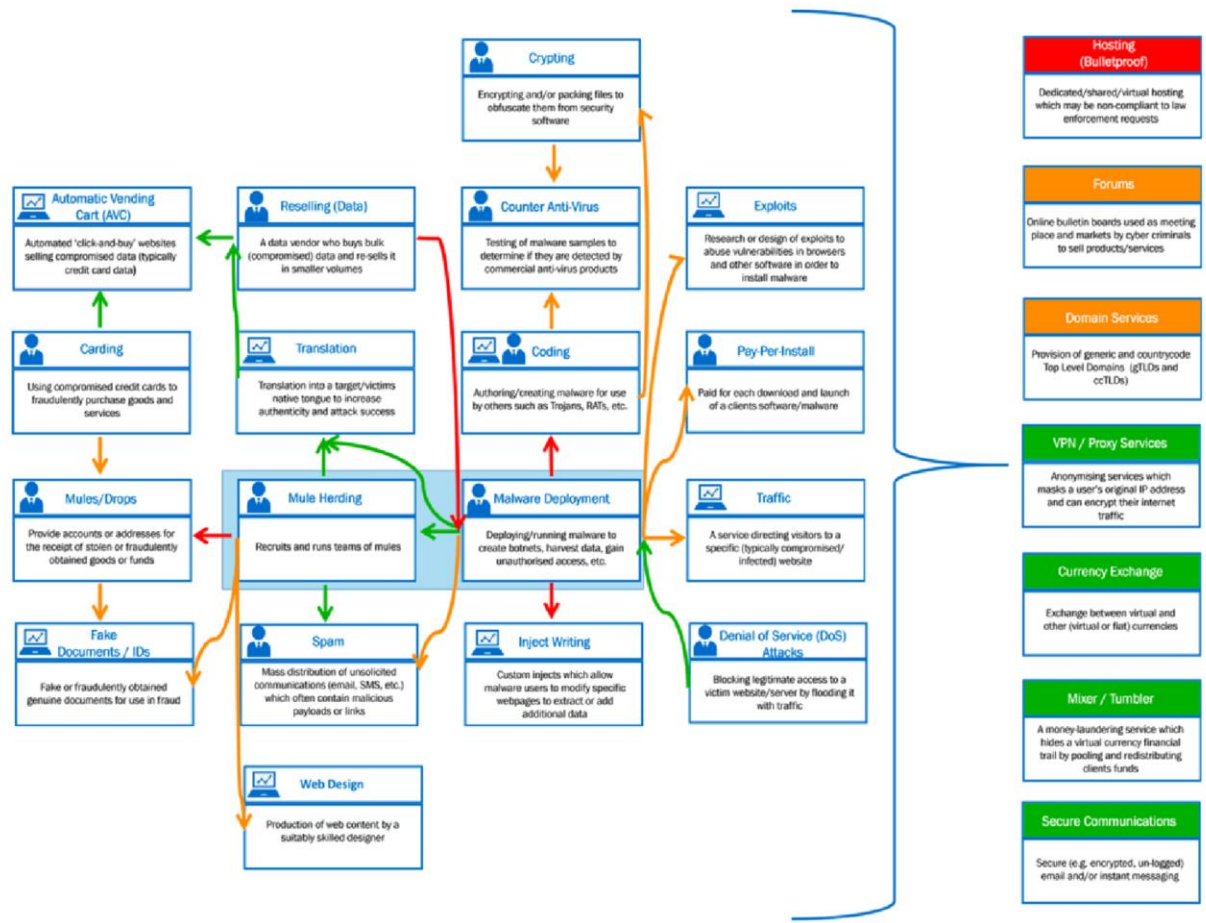 Crypting
Encrypting and/or packing files to
obfuscate them from security
software
Automatic Vending
Cart (AVC)
Automated 'click-and-buy' websites
selling compromised data (typically
credit card data)
Reselling (Data)
A data vendor who buys bulk
(compromised) data and re-sells it
in smaller volumes
Counter Anti-Virus
Testing of malware samples to
determine if they are detected by
commercial anti-virus products
Exploits
Research or design of exploits to
abuse vulnerabilities in browsers
and other software in order to
install malware
Carding
Using compromised credit cards to
fraudulently purchase goods and
services
Translation
Translation into a target/victims
native tongue to increase
authenticity and attack success
Coding
Authoring/creating malware for use
by others such as Trojans, RATs, etc.
Pay-Per-Install
Paid for each download and launch
of a clients software/malware
Mules/Drops
Provide accounts or addresses for
the receipt of stolen or fraudulently
obtained goods or funds
Mule Herding
Recruits and runs teams of mules
Malware Deployment
Deploying/running malware to
create botnets, harvest data, gain
unauthorised access, etc.
Traffic
A service directing visitors to a
specific (typically compromised/
infected) website
Fake
Documents / IDs
Fake or fraudulently obtained
genuine documents for use in fraud
Spam
Mass distribution of unsolicited
communications (email, SMS, etc.)
which often contain malicious
payloads or links
Inject Writing
Custom injects which allow
malware users to modify specific
webpages to extract or add
additional data
Denial of Service (DoS)
Attacks
Blocking legitimate access to a
victim website/server by flooding it
with traffic
Web Design
Production of web content by a
suitably skilled designer
Hosting
(Bulletproof)
Dedicated/shared/virtual hosting
which may be non-compliant to law
enforcement requests
Forums
Online bulletin boards used as meeting
place and markets by cyber criminals
to sell products/services
Domain Services
Provision of generic and countrycode
Top Level Domains (gTLDs and
ccTLDs)
VPN / Proxy Services
Anonymising services which
masks a user's original IP address
and can encrypt their internet
traffic
Currency Exchange
Exchange between virtual and
other (virtual or fiat) currencies
Mixer / Tumbler
A money-laundering service which
hides a virtual currency financial
trail by pooling and redistributing
clients funds
Secure Communications
Secure (e.g. encrypted, un-logged)
email and/or instant messaging